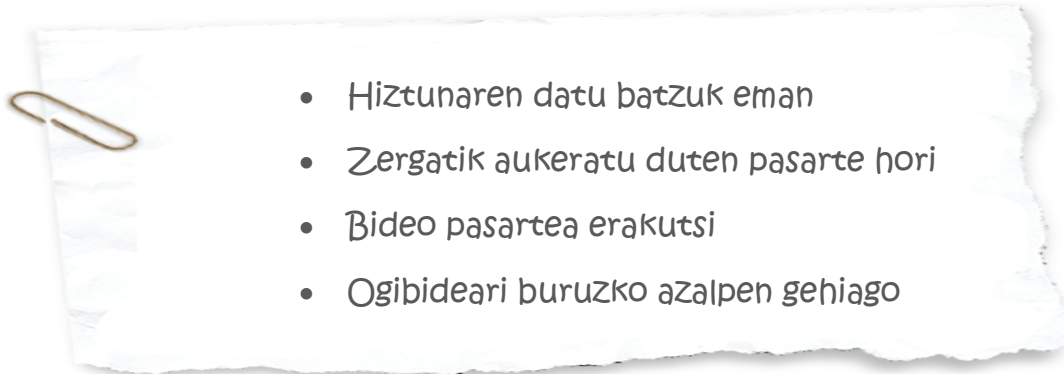 • Hiztunaren datu batzuk eman
• Zergatik aukeratu duten pasarte hori
• Bideo pasartea erakutsi
• Ogibideari buruzko azalpen gehiago